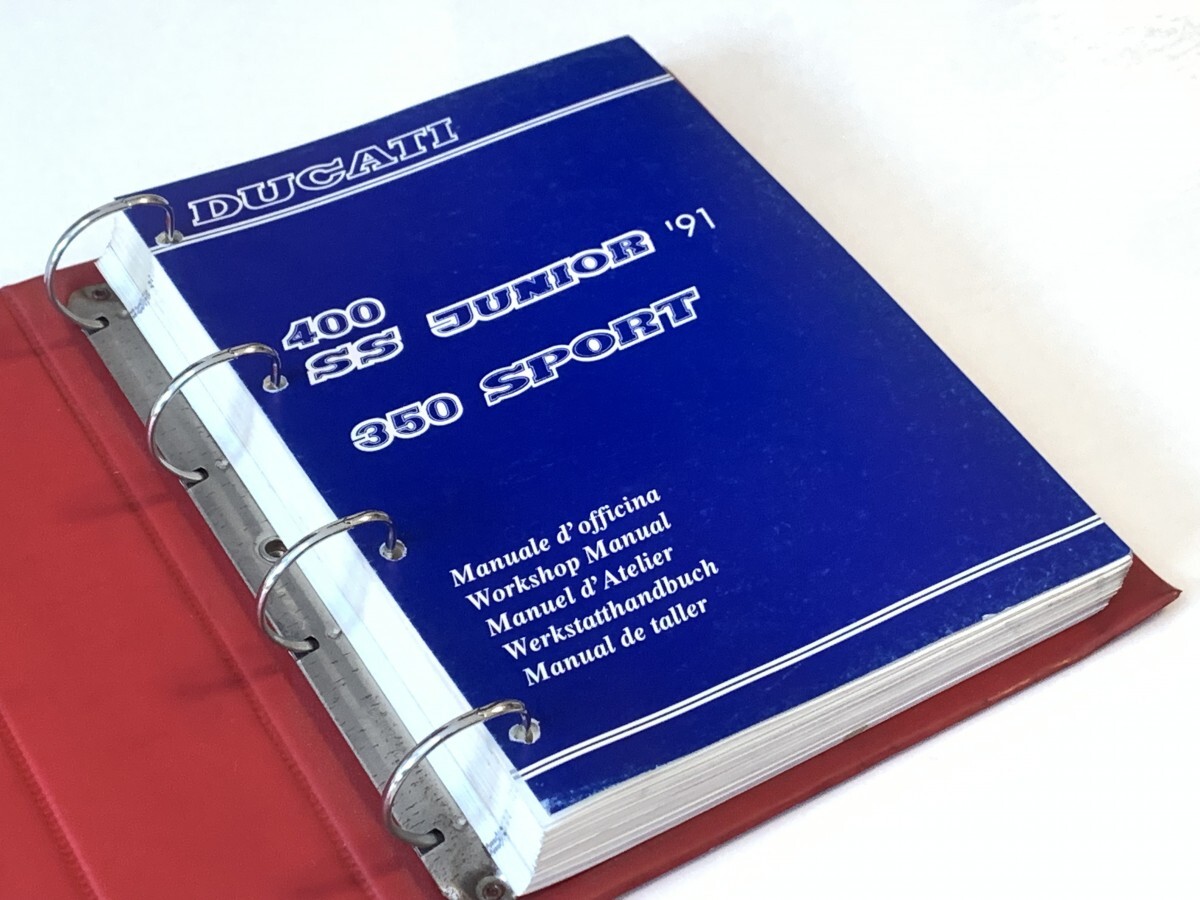 DUCATI
400
SS JUNIOR '91
350 SPORT
Manuale d'officina
Workshop Manual
Manuel d'Atelier
Werkstatthandbuch
Manual de taller